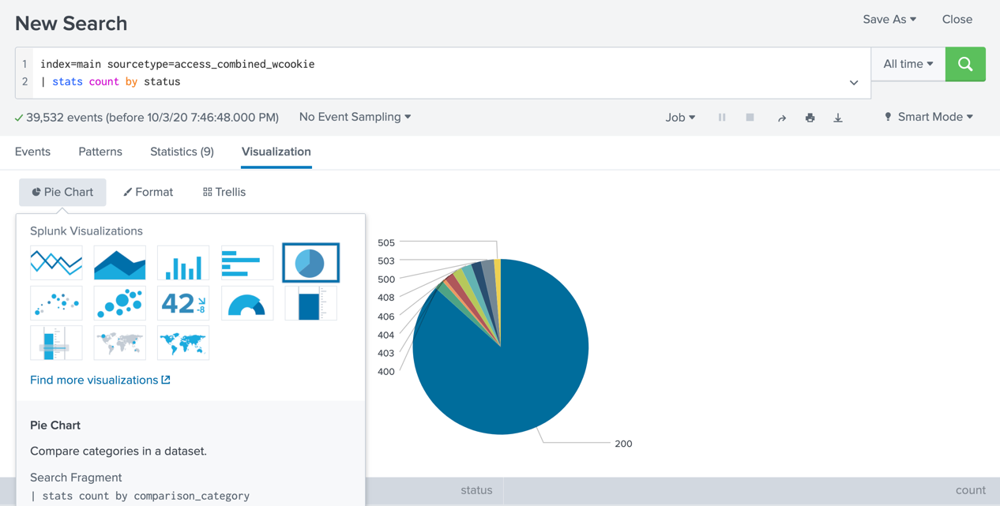 New Search
Save As
Close
1 index=main sourcetype=access_combined_wcookie
2 | stats count by status
All time
39,532 events (before 10/3/20 7:46:48.000 PM)
No Event Sampling
Job
Smart Mode
Events
Patterns
Statistics (9)
Visualization
Pie Chart
Format
Trellis
Splunk Visualizations
42
-8
Find more visualizations
Pie Chart
Compare categories in a dataset.
Search Fragment
| stats count by comparison_category
505
503
500
408
406
404
403
400
200
status
count